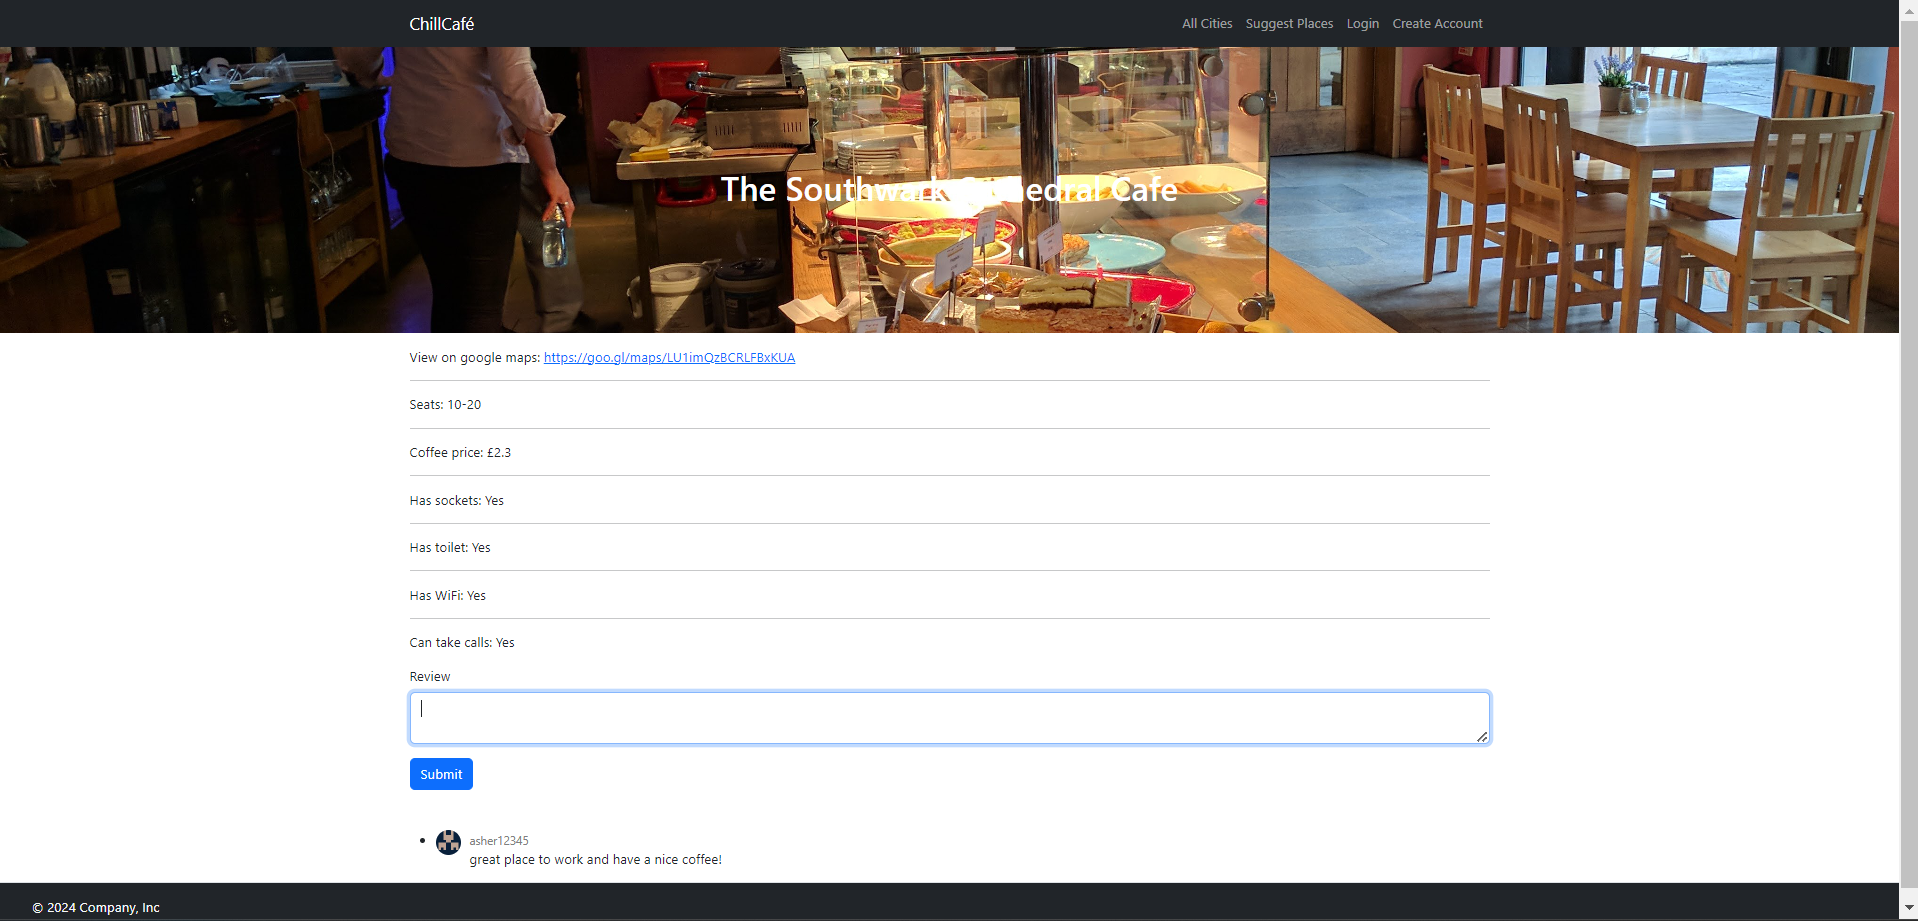 ChillCafé
All Cities Suggest Places Login Create Account
The Southwark Cathedral Cafe
View on google maps: https://goo.gl/maps/LU1imQzBCRLFBxKUA
Seats: 10-20
Coffee price: £2.3
Has sockets: Yes
Has toilet: Yes
Has WiFi: Yes
Can take calls: Yes
Review
Submit
asher12345
great place to work and have a nice coffee!
© 2024 Company, Inc